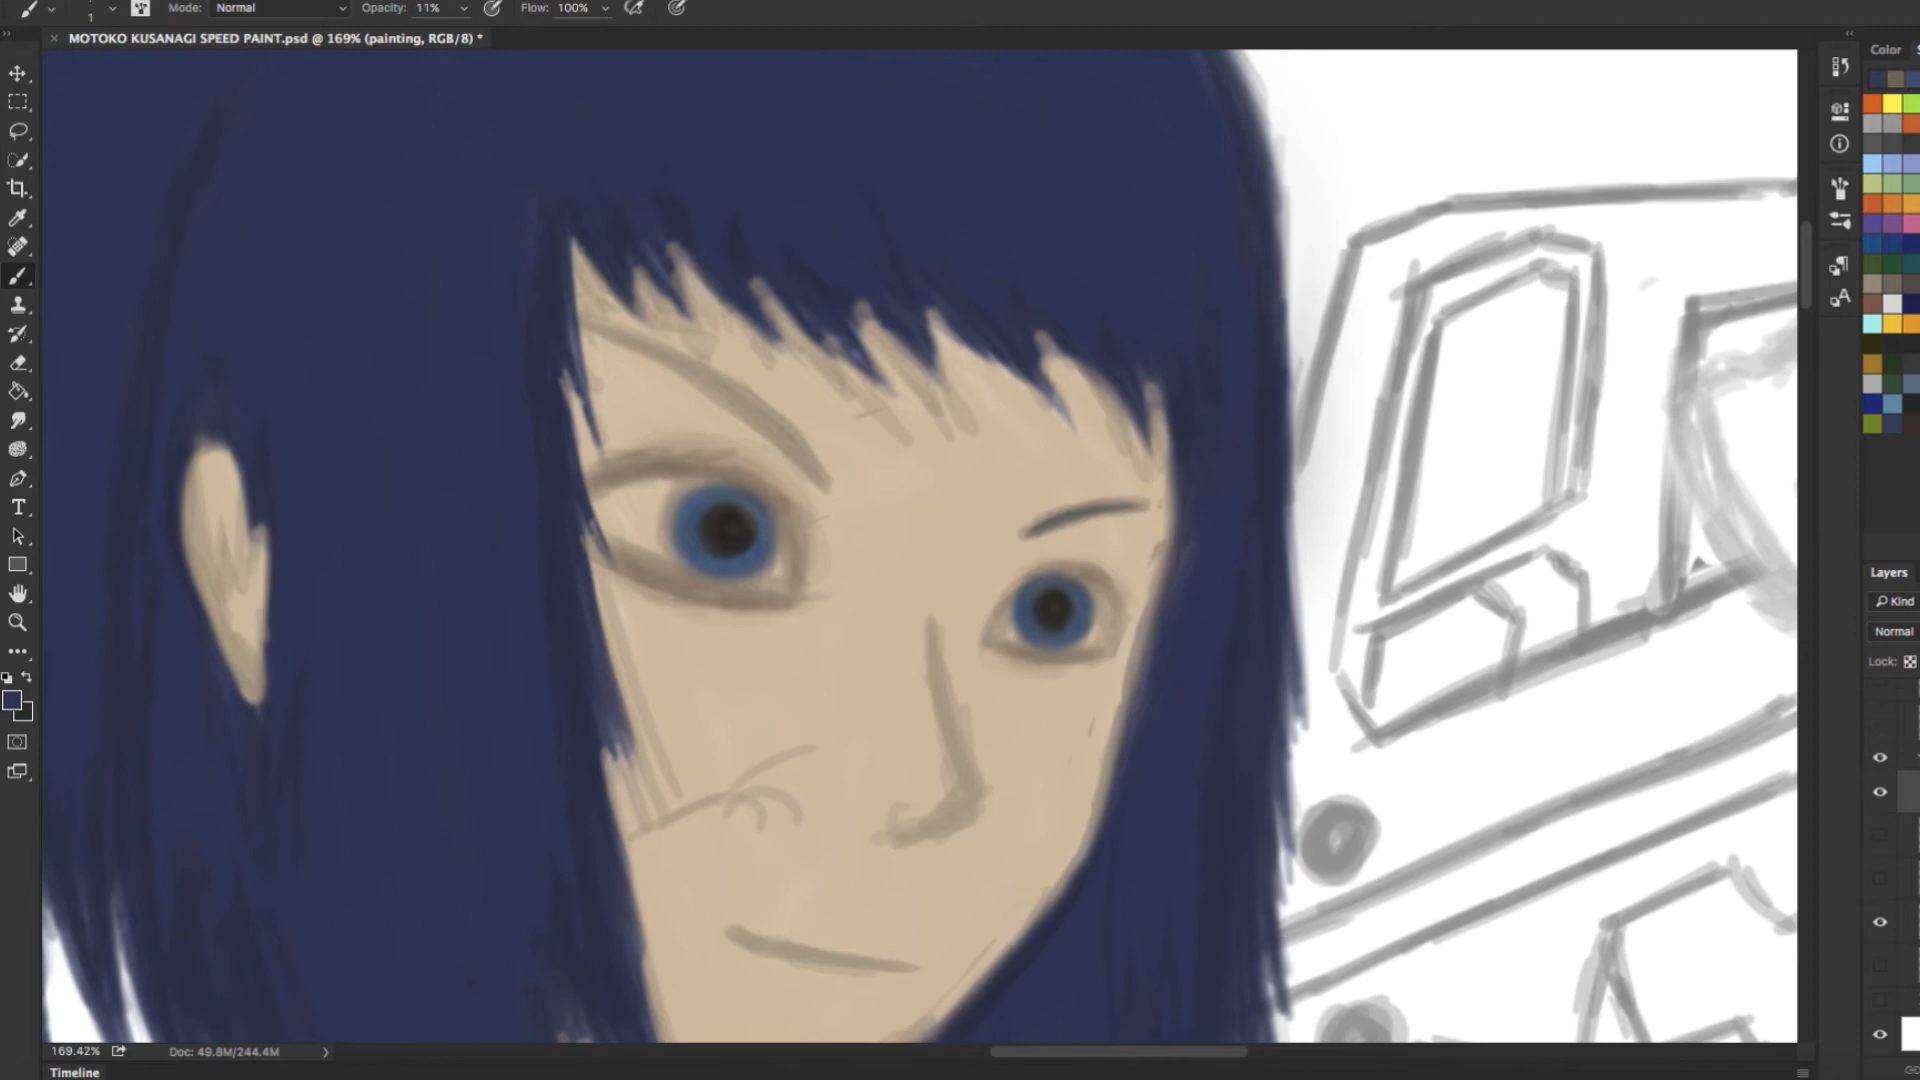 1 Mode: Normal Opacity: 11% Flow: 100%
× MOTOKO KUSANAGI SPEED PAINT.psd @ 169% (painting, RGB/8) *
Color
Layers
Kind
Normal
Lock:
169.42% Doc: 49.8M/244.4M
Timeline